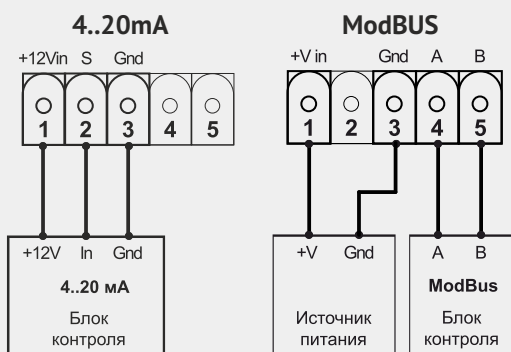 4..20mA
+12Vin S Gnd
1 2 3 4 5
+12V In Gnd
4..20 мА
Блок
контроля
ModBUS
+V in Gnd A B
1 2 3 4 5
+V Gnd
Источник
питания
A B
ModBus
Блок
контроля